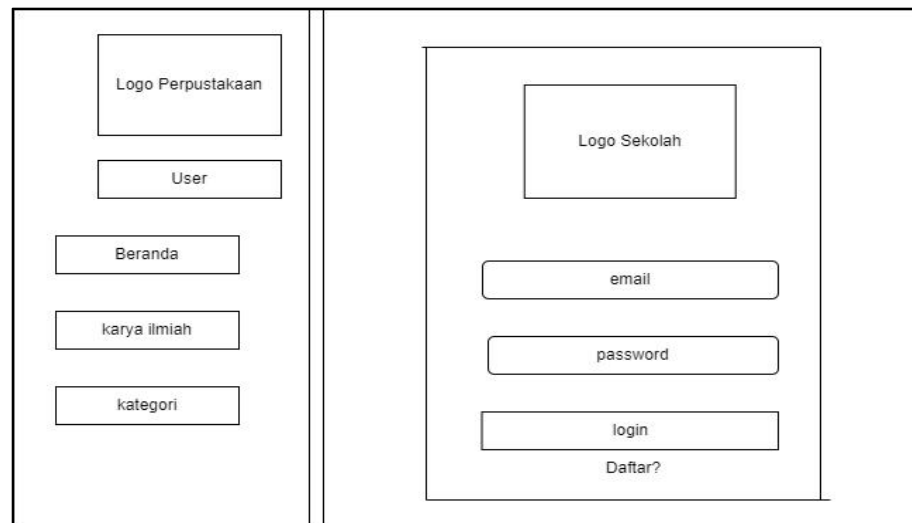 Logo Perpustakaan
User
Beranda
karya ilmiah
kategori
Logo Sekolah
email
password
login
Daftar?